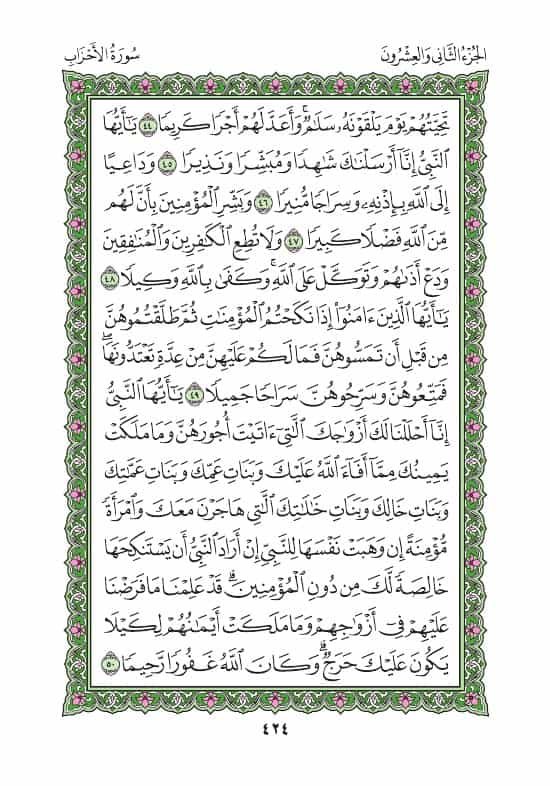 الجُزْءُ الثَّانِي وَالعِشْرُونَ
سُورَةُ الأَحْزَابِ
تَحِيَّتُهُمْ يَوْمَ يَلْقَوْنَهُۥ سَلَٰمٌۚ وَأَعَدَّ لَهُمْ أَجْرًا كَرِيمًا ٤٤ يَٰٓأَيُّهَا
ٱلنَّبِىُّ إِنَّآ أَرْسَلْنَٰكَ شَٰهِدًا وَمُبَشِّرًا وَنَذِيرًا ٤٥ وَدَاعِيًا
إِلَى ٱللَّهِ بِإِذْنِهِۦ وَسِرَاجًا مُّنِيرًا ٤٦ وَبَشِّرِ ٱلْمُؤْمِنِينَ بِأَنَّ لَهُم
مِّنَ ٱللَّهِ فَضْلًا كَبِيرًا ٤٧ وَلَا تُطِعِ ٱلْكَٰفِرِينَ وَٱلْمُنَٰفِقِينَ
وَدَعْ أَذَىٰهُمْ وَتَوَكَّلْ عَلَى ٱللَّهِۚ وَكَفَىٰ بِٱللَّهِ وَكِيلًا ٤٨
يَٰٓأَيُّهَا ٱلَّذِينَ ءَامَنُوٓا۟ إِذَا نَكَحْتُمُ ٱلْمُؤْمِنَٰتِ ثُمَّ طَلَّقْتُمُوهُنَّ
مِن قَبْلِ أَن تَمَسُّوهُنَّ فَمَا لَكُمْ عَلَيْهِنَّ مِنْ عِدَّةٍ تَعْتَدُّونَهَاۖ
فَمَتِّعُوهُنَّ وَسَرِّحُوهُنَّ سَرَاحًا جَمِيلًا ٤٩ يَٰٓأَيُّهَا ٱلنَّبِىُّ
إِنَّآ أَحْلَلْنَا لَكَ أَزْوَٰجَكَ ٱلَّٰتِىٓ ءَاتَيْتَ أُجُورَهُنَّ وَمَا مَلَكَتْ
يَمِينُكَ مِمَّآ أَفَآءَ ٱللَّهُ عَلَيْكَ وَبَنَاتِ عَمِّكَ وَبَنَاتِ عَمَّٰتِكَ
وَبَنَاتِ خَالِكَ وَبَنَاتِ خَٰلَٰتِكَ ٱلَّٰتِى هَاجَرْنَ مَعَكَ وَٱمْرَأَةً
مُّؤْمِنَةً إِن وَهَبَتْ نَفْسَهَا لِلنَّبِىِّ إِنْ أَرَادَ ٱلنَّبِىُّ أَن يَسْتَنكِحَهَا
خَالِصَةً لَّكَ مِن دُونِ ٱلْمُؤْمِنِينَۗ قَدْ عَلِمْنَا مَا فَرَضْنَا
عَلَيْهِمْ فِىٓ أَزْوَٰجِهِمْ وَمَا مَلَكَتْ أَيْمَٰنُهُمْ لِكَيْلَا
يَكُونَ عَلَيْكَ حَرَجٌۗ وَكَانَ ٱللَّهُ غَفُورًا رَّحِيمًا ٥٠
٤٢٤